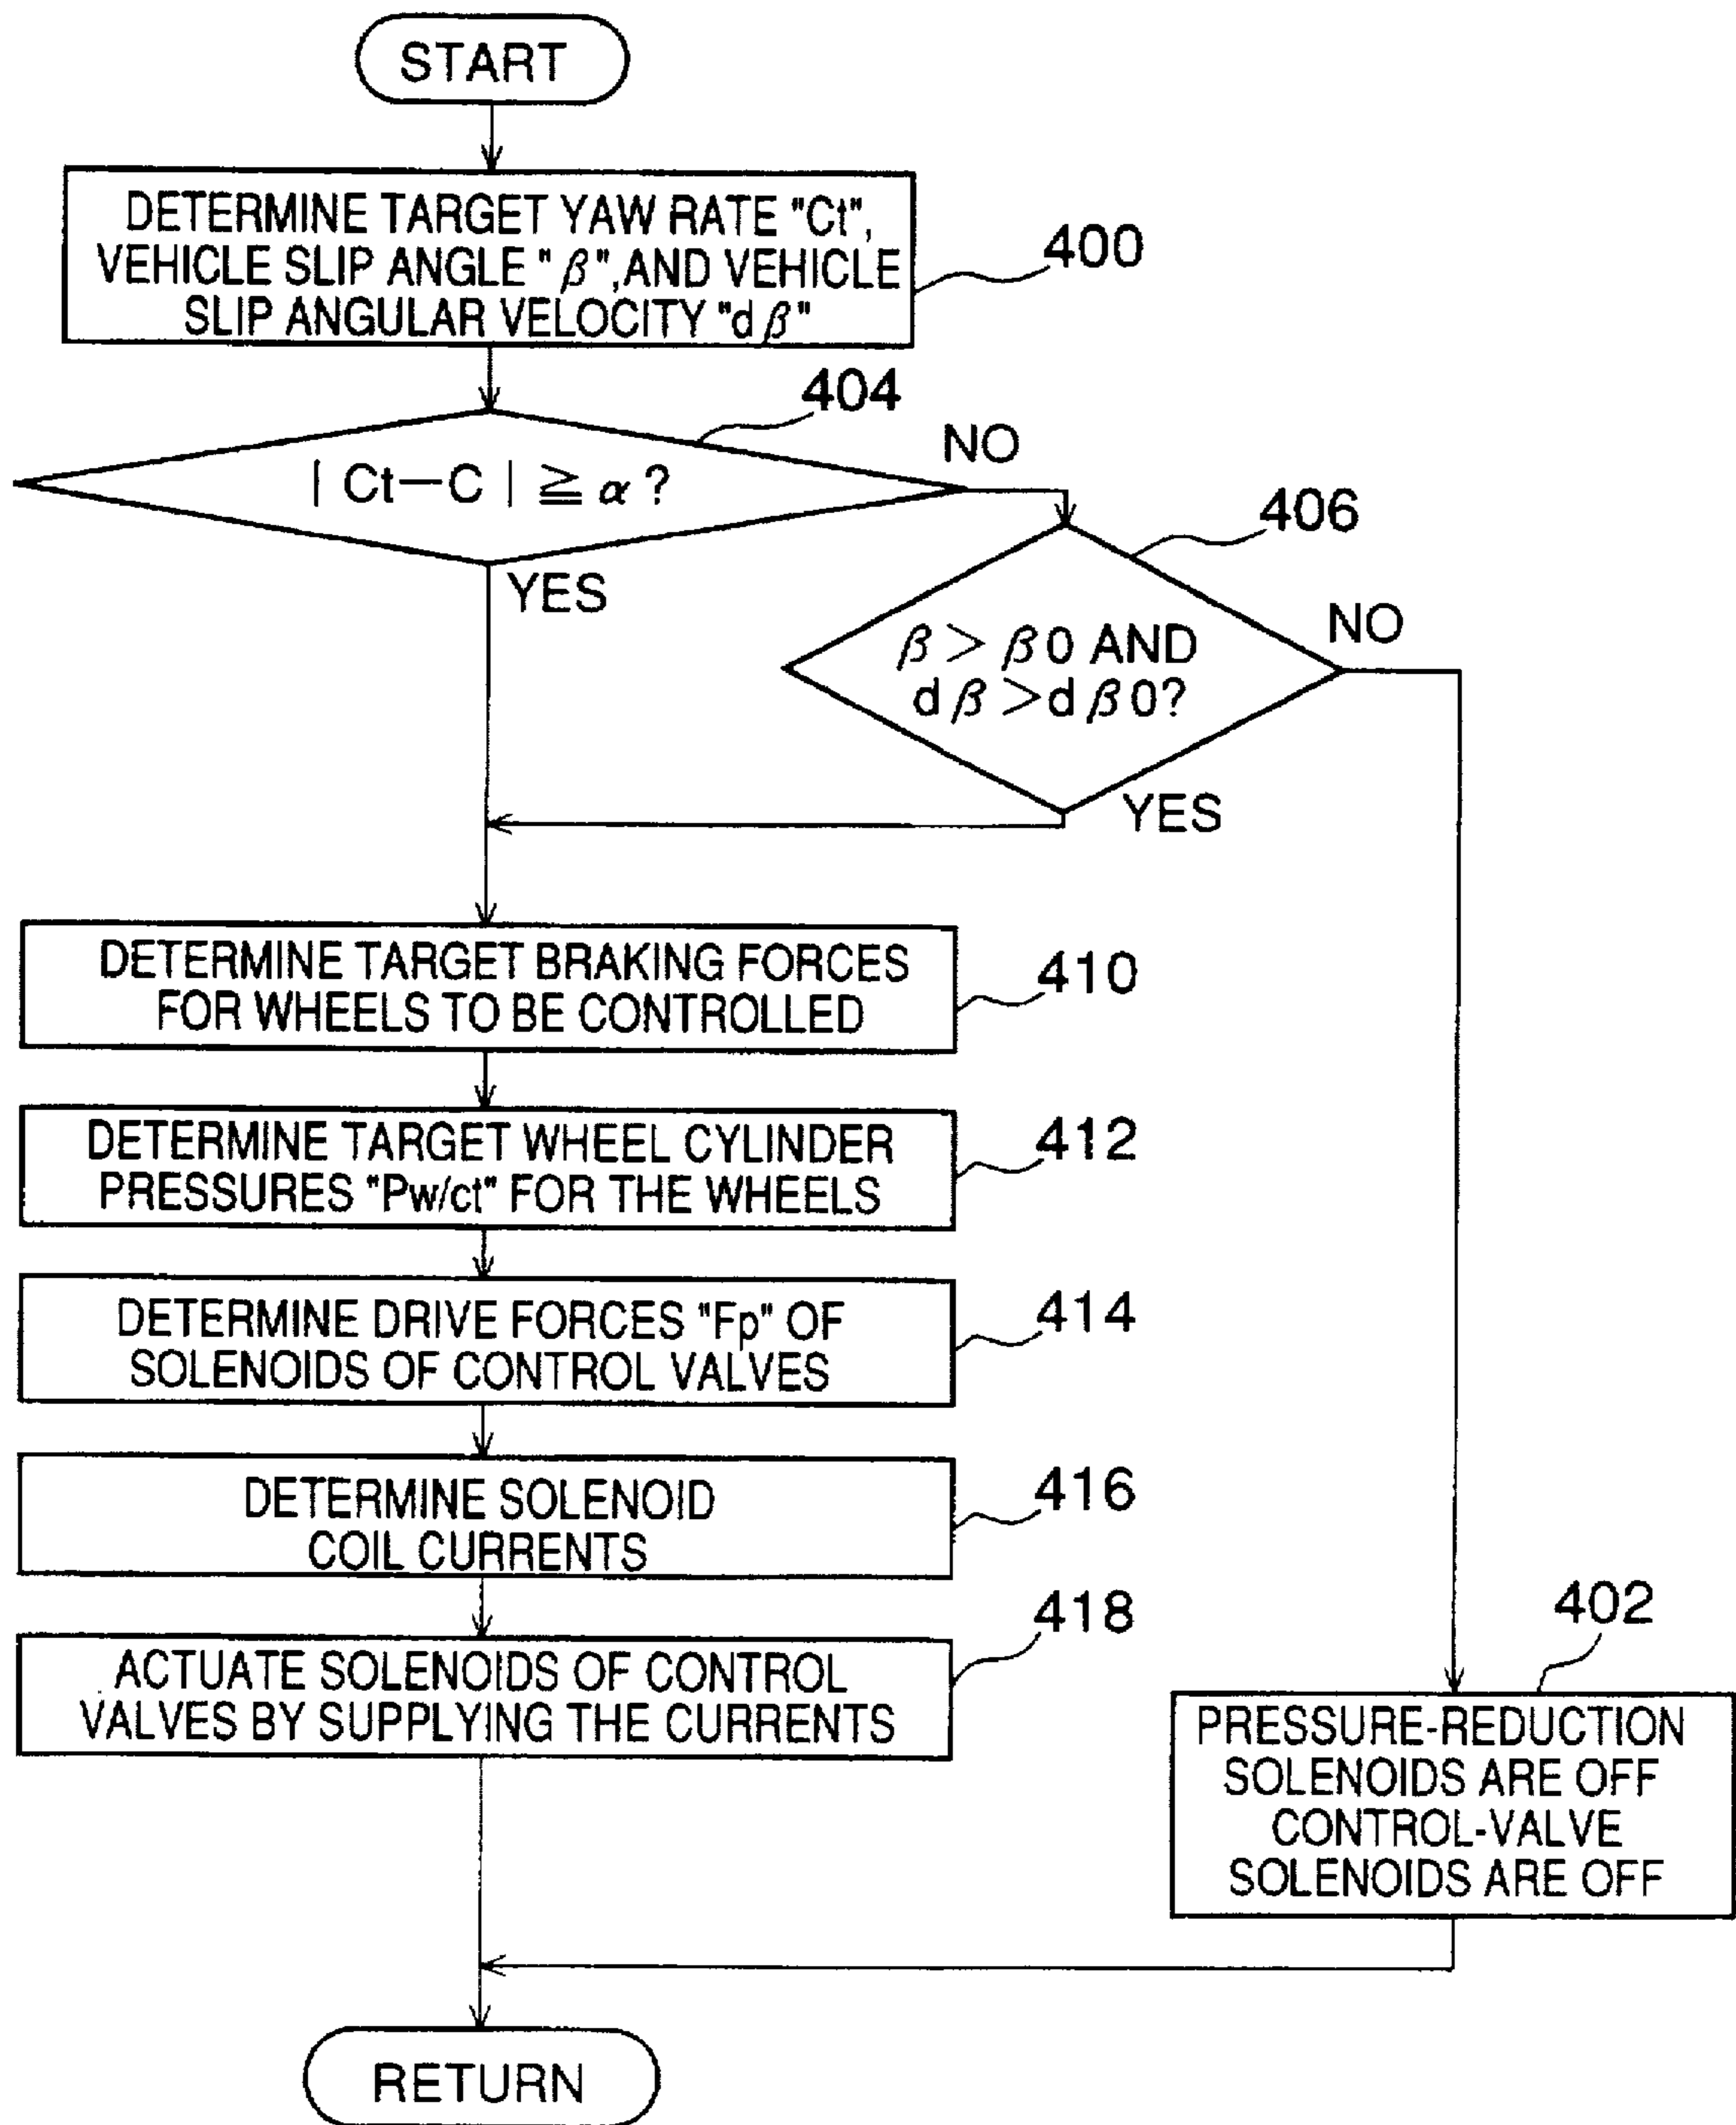 START
DETERMINE TARGET YAW RATE "Ct",
VEHICLE SLIP ANGLE "β", AND VEHICLE
SLIP ANGULAR VELOCITY "dβ"
400
404
| Ct−C | ≧ α ?
NO
YES
406
β > β0 AND
dβ > dβ0?
NO
YES
DETERMINE TARGET BRAKING FORCES
FOR WHEELS TO BE CONTROLLED
410
DETERMINE TARGET WHEEL CYLINDER
PRESSURES "Pw/ct" FOR THE WHEELS
412
DETERMINE DRIVE FORCES "Fp" OF
SOLENOIDS OF CONTROL VALVES
414
DETERMINE SOLENOID
COIL CURRENTS
416
ACTUATE SOLENOIDS OF CONTROL
VALVES BY SUPPLYING THE CURRENTS
418
402
PRESSURE-REDUCTION
SOLENOIDS ARE OFF
CONTROL-VALVE
SOLENOIDS ARE OFF
RETURN